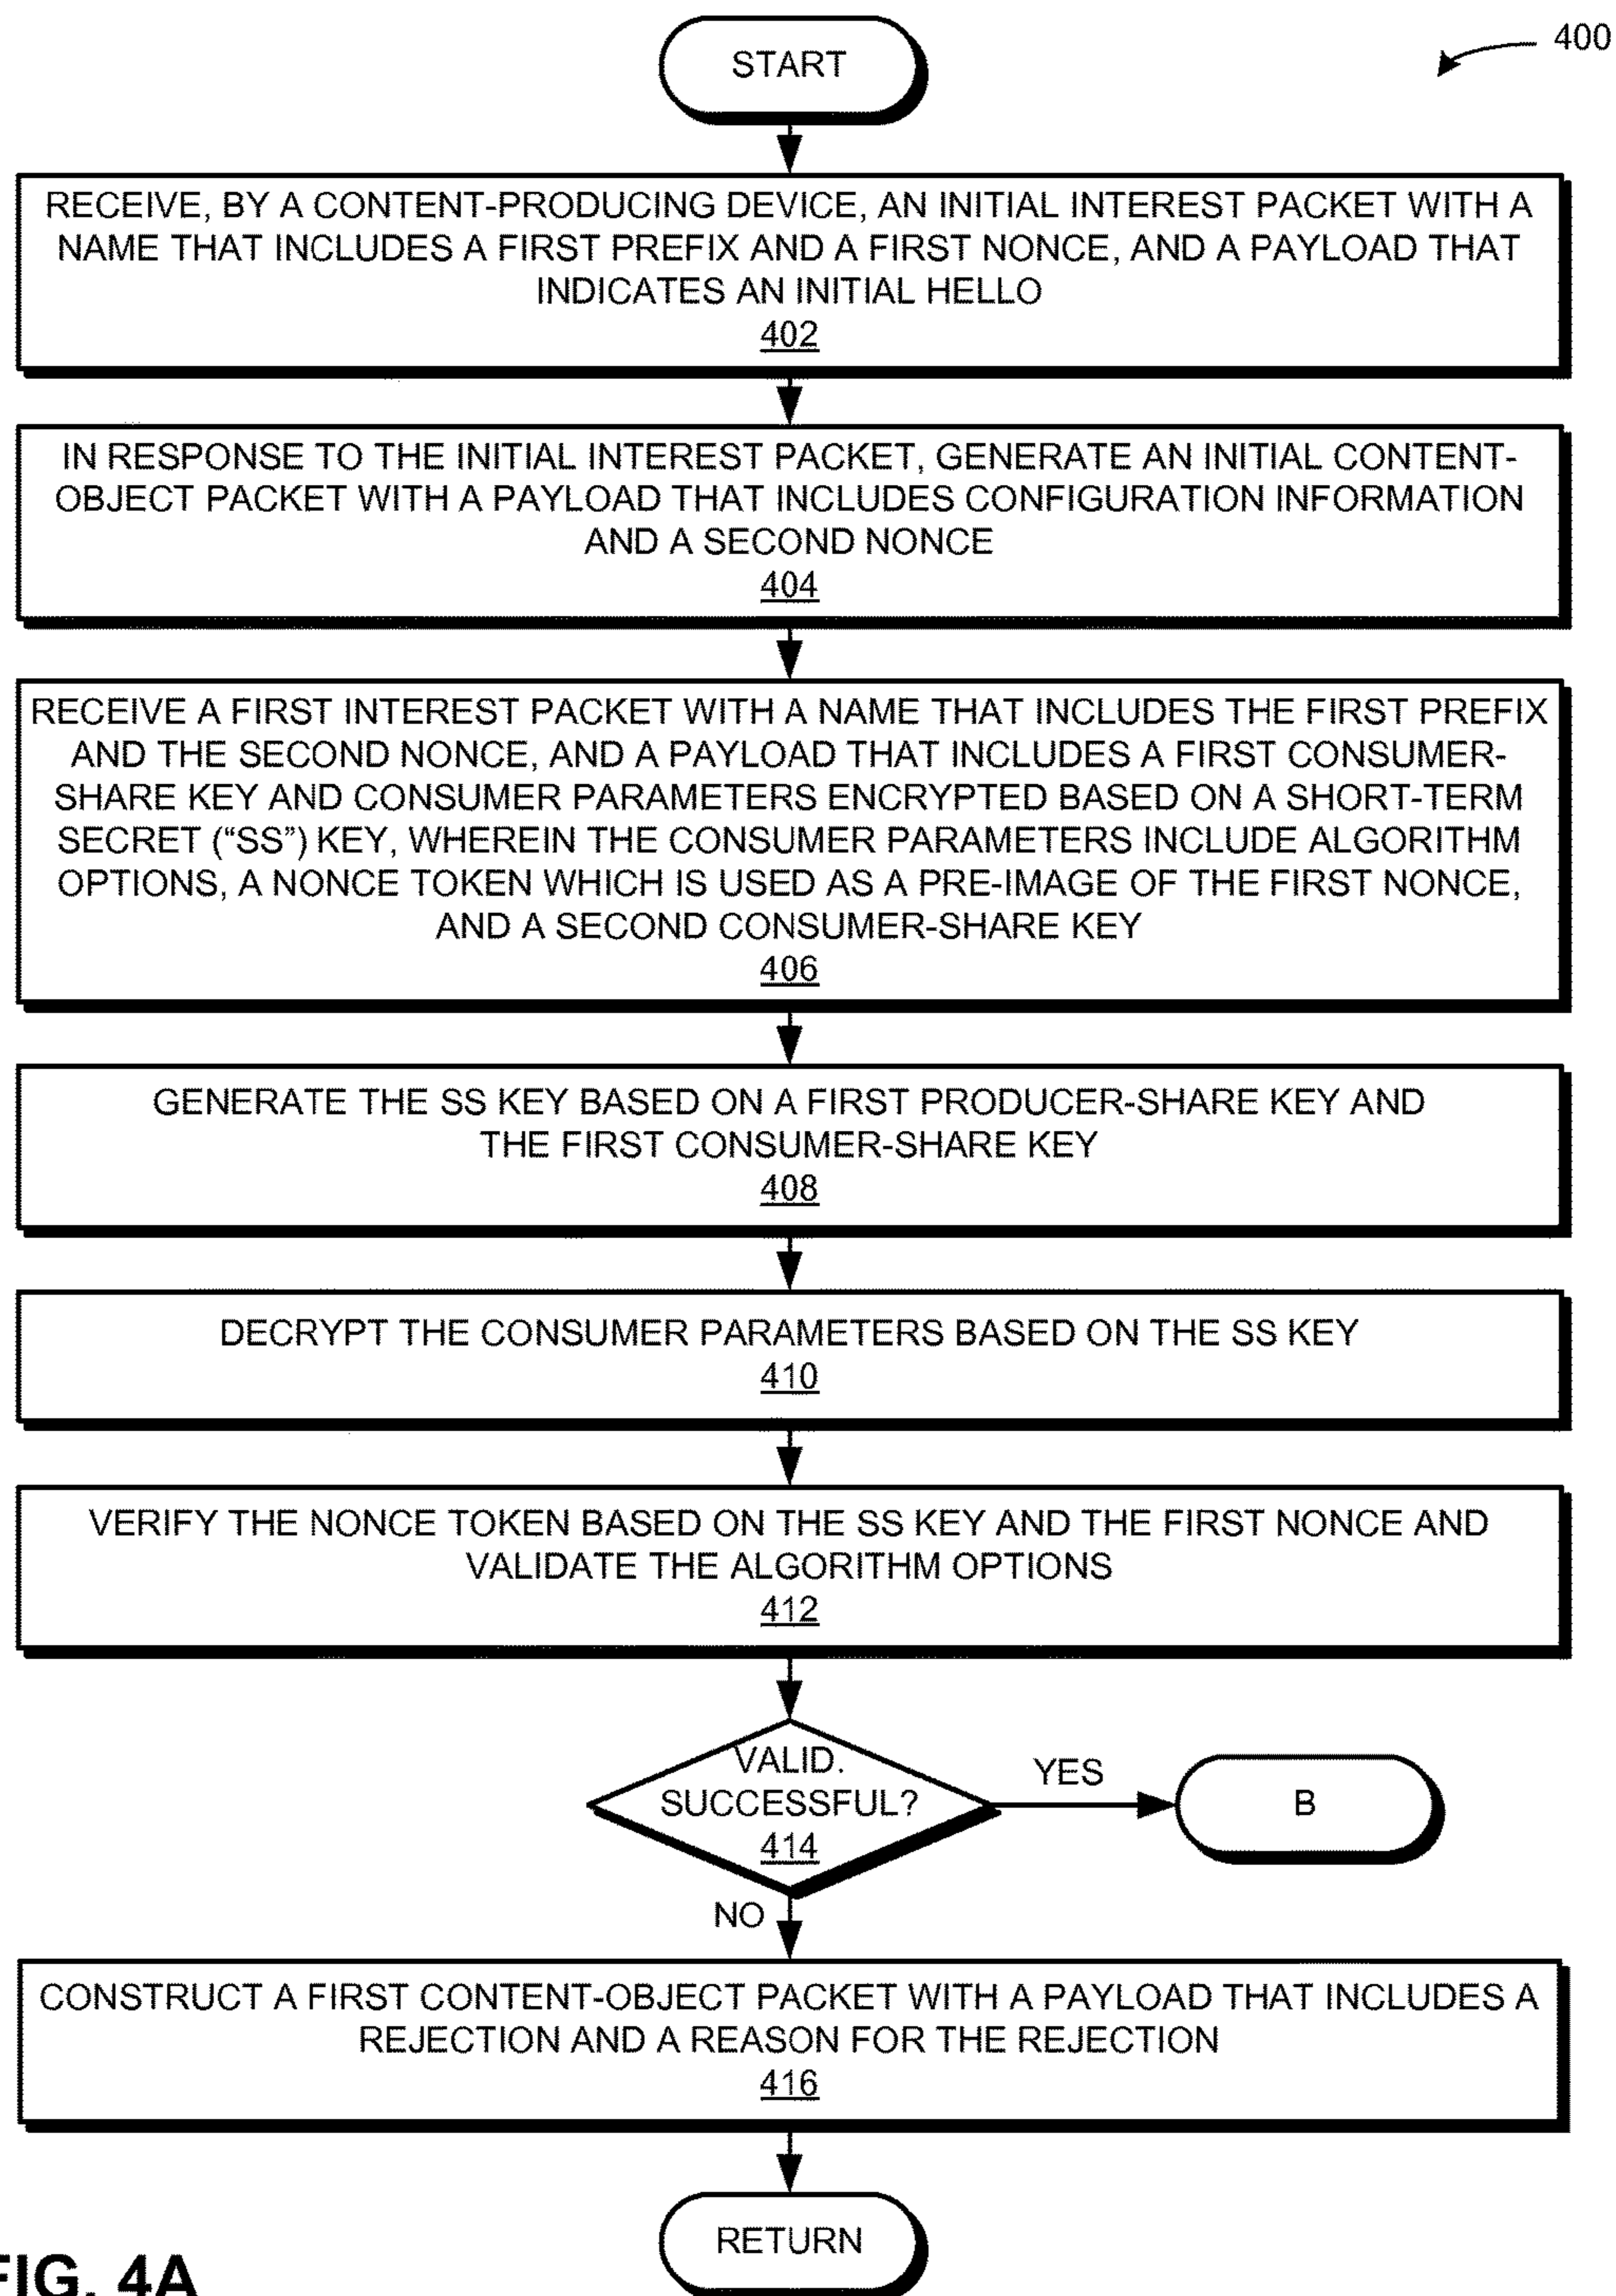 START
400
RECEIVE, BY A CONTENT-PRODUCING DEVICE, AN INITIAL INTEREST PACKET WITH A
NAME THAT INCLUDES A FIRST PREFIX AND A FIRST NONCE, AND A PAYLOAD THAT
INDICATES AN INITIAL HELLO
402
IN RESPONSE TO THE INITIAL INTEREST PACKET, GENERATE AN INITIAL CONTENT-
OBJECT PACKET WITH A PAYLOAD THAT INCLUDES CONFIGURATION INFORMATION
AND A SECOND NONCE
404
RECEIVE A FIRST INTEREST PACKET WITH A NAME THAT INCLUDES THE FIRST PREFIX
AND THE SECOND NONCE, AND A PAYLOAD THAT INCLUDES A FIRST CONSUMER-
SHARE KEY AND CONSUMER PARAMETERS ENCRYPTED BASED ON A SHORT-TERM
SECRET (“SS”) KEY, WHEREIN THE CONSUMER PARAMETERS INCLUDE ALGORITHM
OPTIONS, A NONCE TOKEN WHICH IS USED AS A PRE-IMAGE OF THE FIRST NONCE,
AND A SECOND CONSUMER-SHARE KEY
406
GENERATE THE SS KEY BASED ON A FIRST PRODUCER-SHARE KEY AND
THE FIRST CONSUMER-SHARE KEY
408
DECRYPT THE CONSUMER PARAMETERS BASED ON THE SS KEY
410
VERIFY THE NONCE TOKEN BASED ON THE SS KEY AND THE FIRST NONCE AND
VALIDATE THE ALGORITHM OPTIONS
412
VALID.
SUCCESSFUL?
414
YES
B
NO
CONSTRUCT A FIRST CONTENT-OBJECT PACKET WITH A PAYLOAD THAT INCLUDES A
REJECTION AND A REASON FOR THE REJECTION
416
RETURN
FIG. 4A